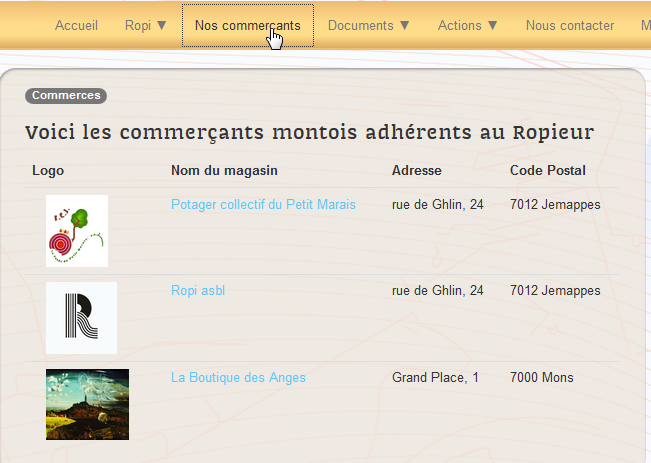 Accueil Ropi ▼ Nos commerçants Documents ▼ Actions ▼ Nous contacter M
Commerces
Voici les commerçants montois adhérents au Ropieur
Logo Nom du magasin Adresse Code Postal
Potager collectif du Petit Marais rue de Ghlin, 24 7012 Jemappes
Ropi asbl rue de Ghlin, 24 7012 Jemappes
R
La Boutique des Anges Grand Place, 1 7000 Mons